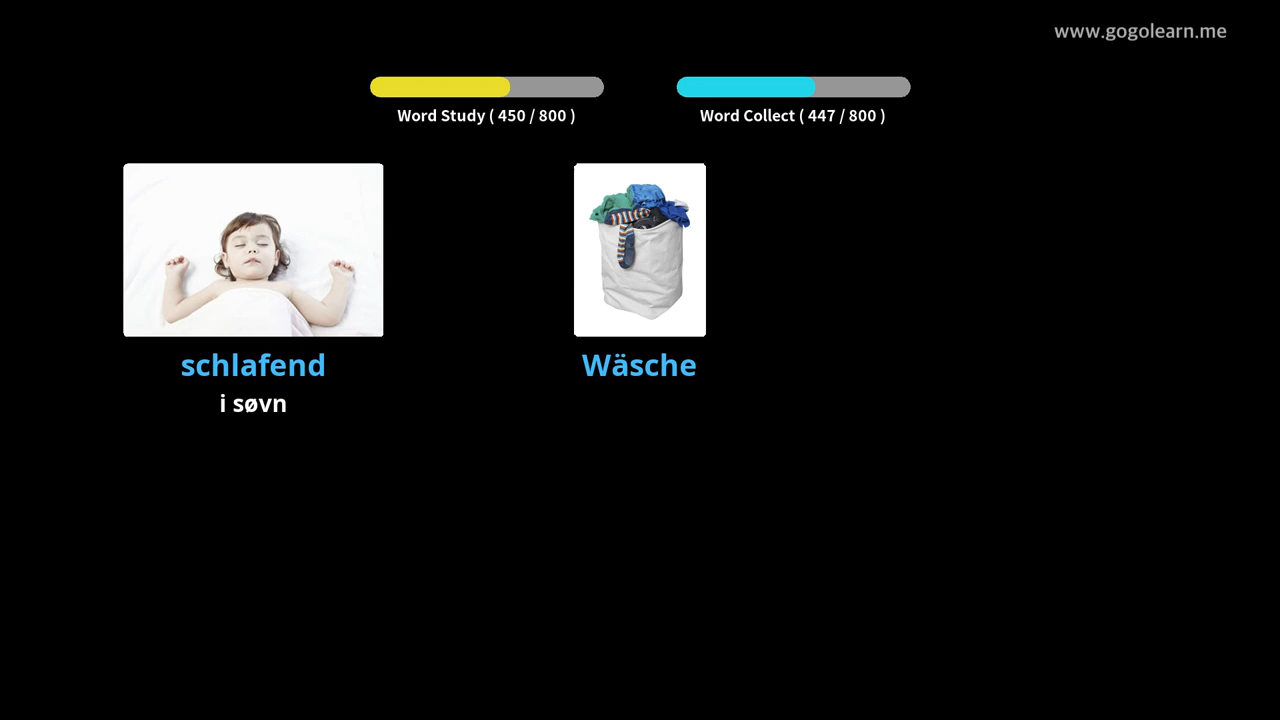 www.gogolearn.me
Word Study ( 450 / 800 )
Word Collect ( 447 / 800 )
schlafend
i søvn
Wäsche